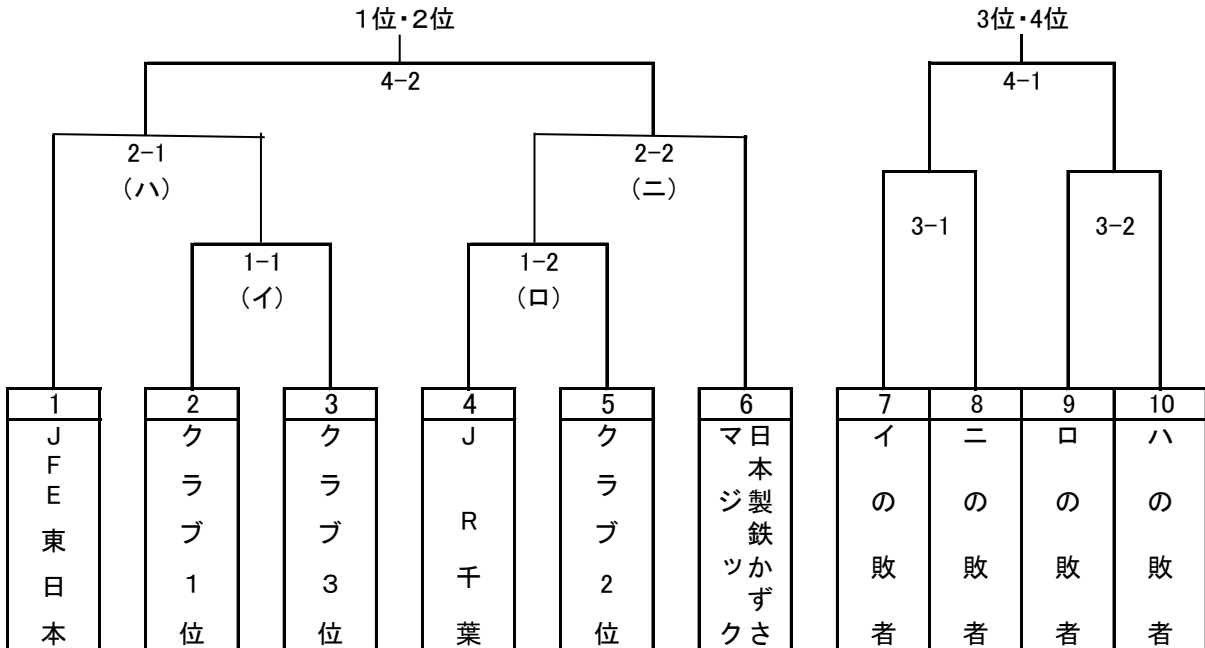 1位・2位
3位・4位
4-2
4-1
2-1
(ハ)
2-2
(ニ)
3-1
3-2
1-1
(イ)
1-2
(ロ)
1
2
3
4
5
6
7
8
9
10
JFE東日本
クラブ1位
クラブ3位
JR千葉
クラブ2位
日本製鉄かずさ
マジック
イの敗者
ニの敗者
ロの敗者
ハの敗者